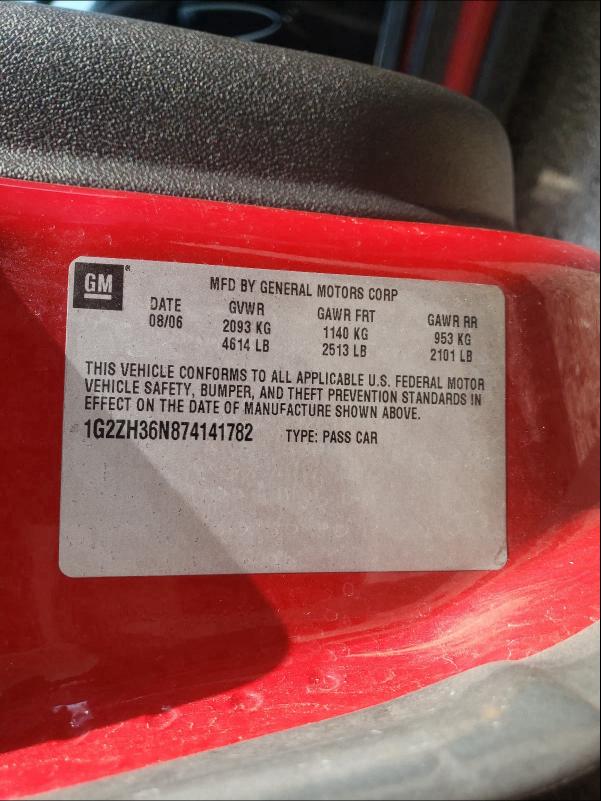 GM®
MFD BY GENERAL MOTORS CORP
DATE GVWR GAWR FRT GAWR RR
08/06 2093 KG 1140 KG 953 KG
4614 LB 2513 LB 2101 LB
THIS VEHICLE CONFORMS TO ALL APPLICABLE U.S. FEDERAL MOTOR
VEHICLE SAFETY, BUMPER, AND THEFT PREVENTION STANDARDS IN
EFFECT ON THE DATE OF MANUFACTURE SHOWN ABOVE.
1G2ZH36N874141782 TYPE: PASS CAR